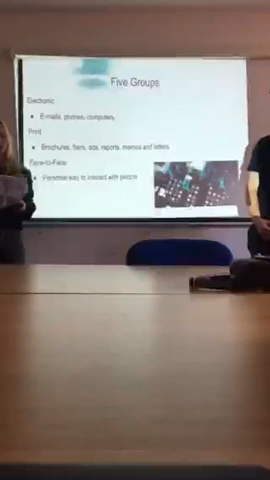 Five Groups
Electronic
• E-mails, phones, computers,
Print
• Brochures, fliers, ads, reports, memos and letters
Face-to-Face
• Personal way to interact with people